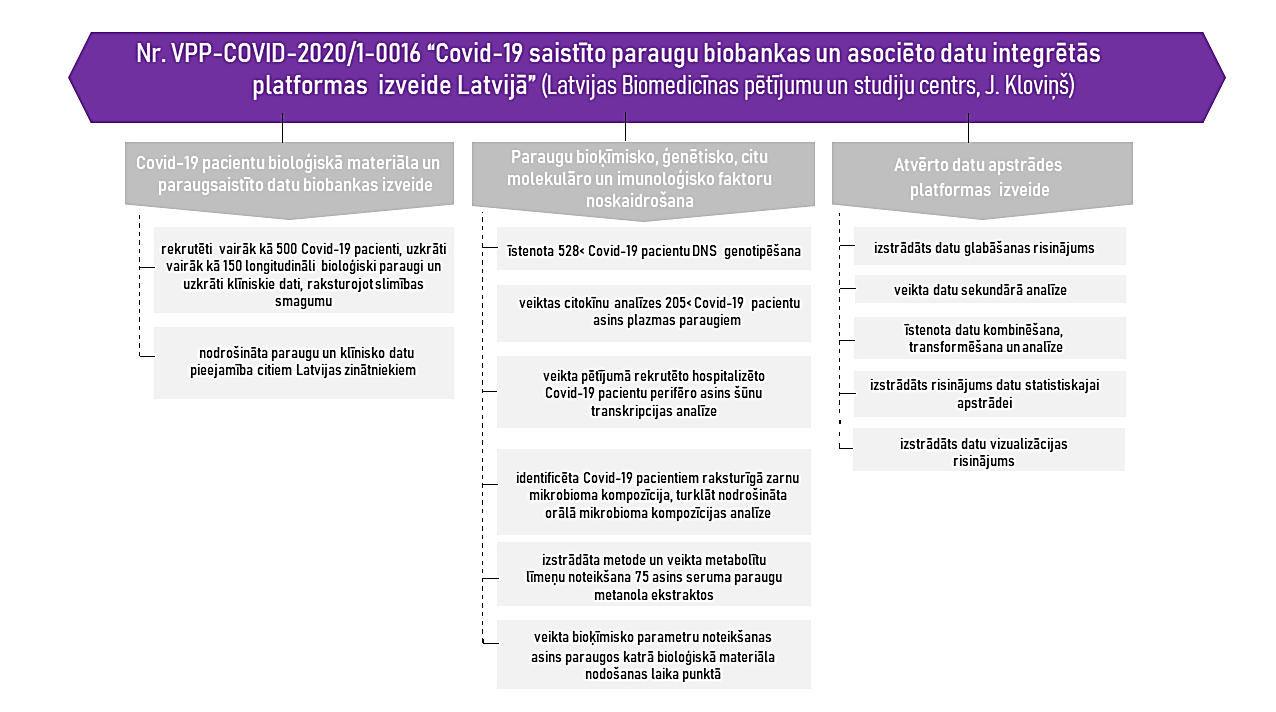 Nr. VPP-COVID-2020/1-0016 “Covid-19 saistīto paraugu biobankas un asociēto datu integrētās
platformas izveide Latvijā” (Latvijas Biomedicīnas pētījumu un studiju centrs, J. Kloviņš)
Covid-19 pacientu bioloģiskā materiāla un
paraugsaistīto datu biobankas izveide
rekrutēti vairāk kā 500 Covid-19 pacienti, uzkrāti
vairāk kā 150 longitudināli bioloģiski paraugi un
uzkrāti klīniskie dati, raksturojot slimības
smagumu
nodrošināta paraugu un klīnisko datu
pieejamība citiem Latvijas zinātniekiem
Paraugu bioķīmisko, ģenētisko, citu
molekulāro un imunoloģisko faktoru
noskaidrošana
īstenota 528< Covid-19 pacientu DNS genotipēšana
veiktas citokīnu analīzes 205< Covid-19 pacientu
asins plazmas paraugiem
veikta pētījumā rekrutēto hospitalizēto
Covid-19 pacientu perifēro asins šūnu
transkripcijas analīze
identificēta Covid-19 pacientiem raksturīgā zarnu
mikrobioma kompozīcija, turklāt nodrošināta
orālā mikrobioma kompozīcijas analīze
izstrādāta metode un veikta metabolītu
līmeņu noteikšana 75 asins seruma paraugu
metanola ekstraktos
veikta bioķīmisko parametru noteikšanas
asins paraugos katrā bioloģiskā materiāla
nodošanas laika punktā
Atvērto datu apstrādes
platformas izveide
izstrādāts datu glabāšanas risinājums
veikta datu sekundārā analīze
īstenota datu kombinēšana,
transformēšana un analīze
izstrādāts risinājums datu statistiskajai
apstrādei
izstrādāts datu vizualizācijas
risinājums